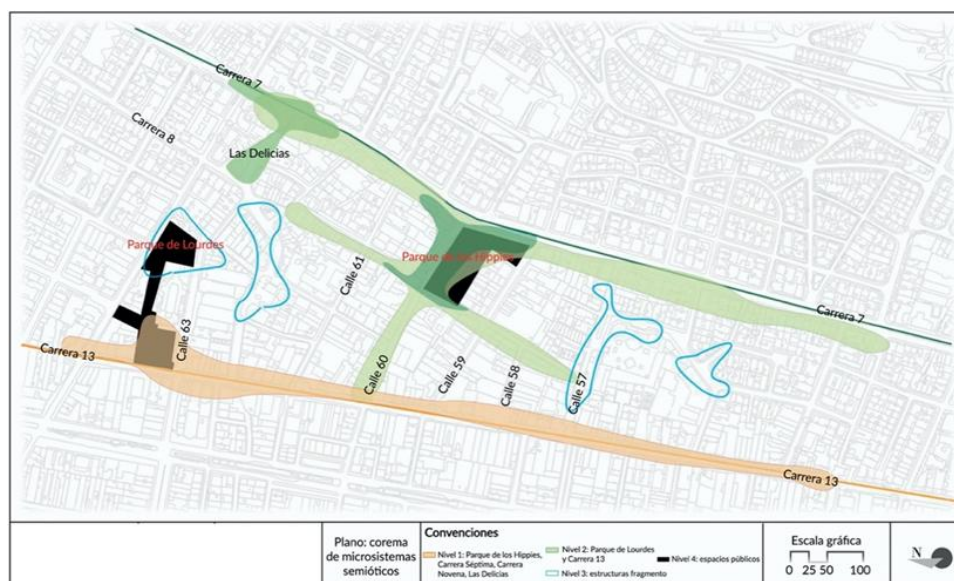 Carrera 7
Carrera 8
Las Delicias
Parque de Lourdes
Parque de los Hippies
Calle 61
Carrera 7
Calle 63
Carrera 13
Calle 60
Calle 59
Calle 58
Calle 57
Carrera 13
Plano: corema
de microsistemas
semióticos
Convenciones
Nivel 1: Parque de los Hippies,
Carrera Séptima, Carrera
Novena, Las Delicias
Nivel 2: Parque de Lourdes
y Carrera 13
Nivel 3: estructuras fragmento
Nivel 4: espacios públicos
Escala gráfica
0 25 50 100
N